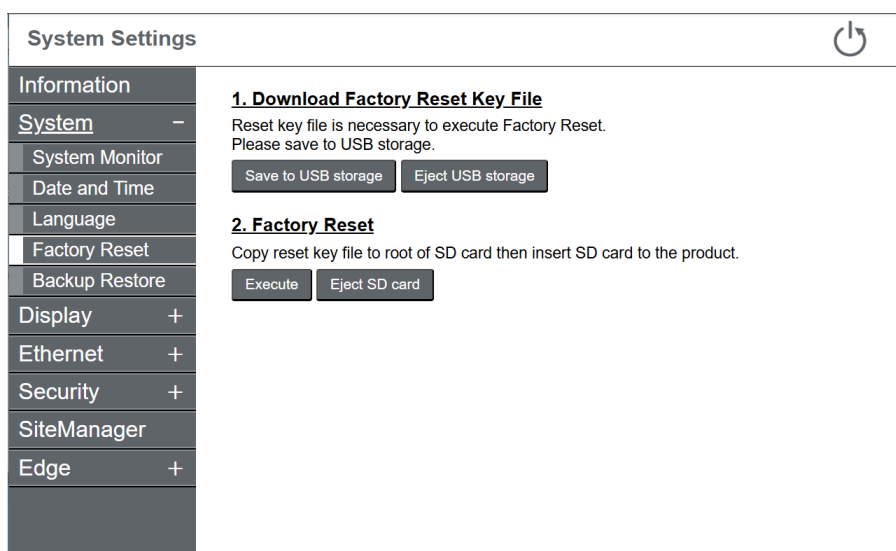 System Settings
Information
System −
System Monitor
Date and Time
Language
Factory Reset
Backup Restore
Display +
Ethernet +
Security +
SiteManager
Edge +
1. Download Factory Reset Key File
Reset key file is necessary to execute Factory Reset.
Please save to USB storage.
Save to USB storage Eject USB storage
2. Factory Reset
Copy reset key file to root of SD card then insert SD card to the product.
Execute Eject SD card